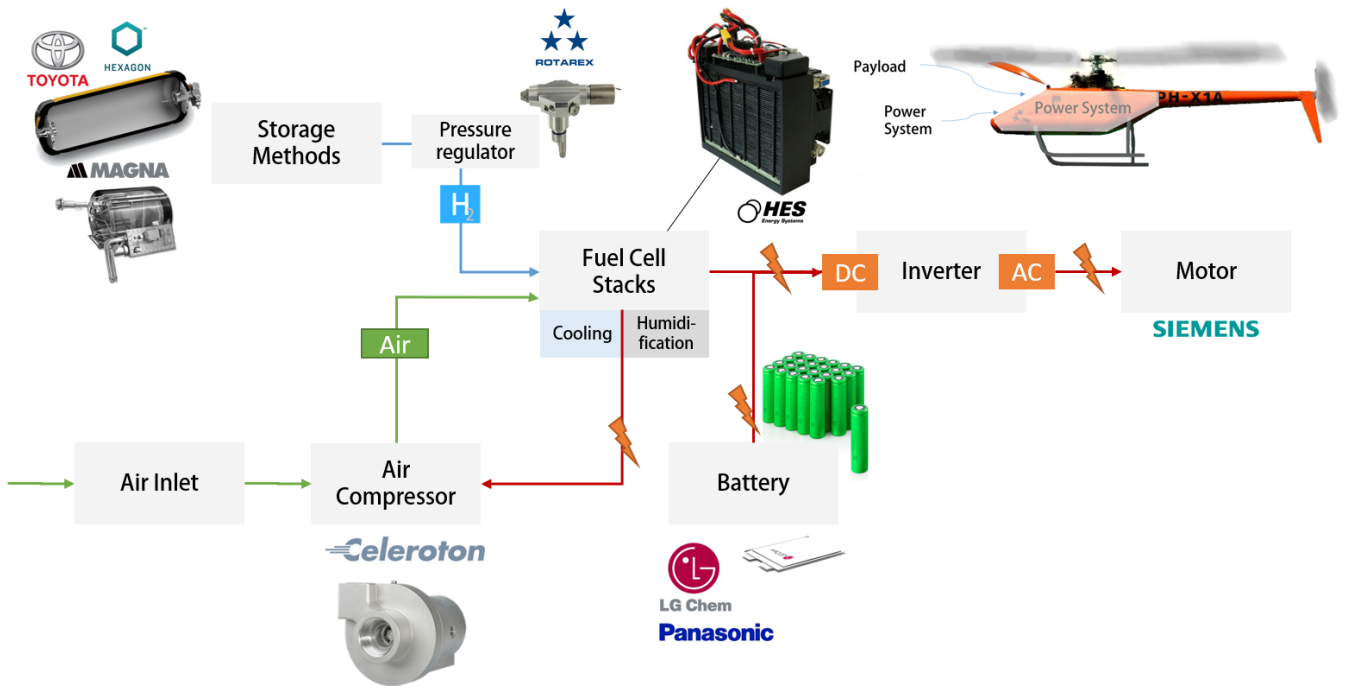 TOYOTA
HEXAGON
MAGNA
Storage
Methods
Pressure
regulator
ROTAREX
H2
HES
Energy Systems
Payload
Power
System
Power System
PH-X1A
Fuel Cell
Stacks
Cooling
Humidi-
fication
DC
Inverter
AC
Motor
SIEMENS
Air
Air Inlet
Air
Compressor
Celeroton
Battery
LG Chem
Panasonic